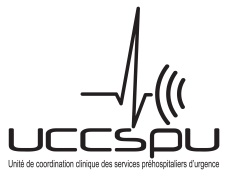 uccspu
Unité de coordination clinique des services préhospitaliers d'urgence